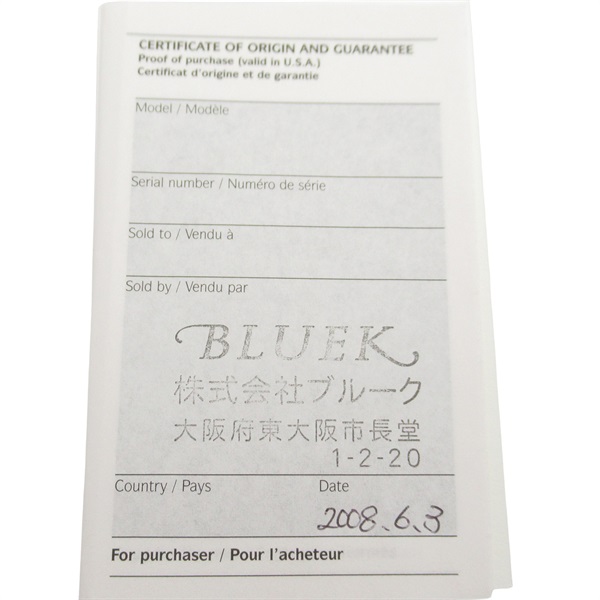 CERTIFICATE OF ORIGIN AND GUARANTEE
Proof of purchase (valid in U.S.A.)
Certificat d'origine et de garantie
Model / Modèle
Serial number / Numéro de série
Sold to / Vendu à
Sold by / Vendu par
BLUEK
株式会社ブルーク
大阪府東大阪市長堂
1-2-20
Country / Pays Date
2008.6.3
For purchaser / Pour l'acheteur